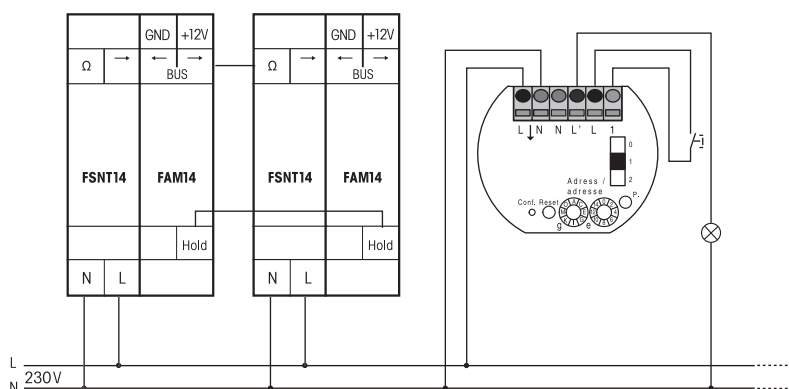 GND +12V
Ω → ← →
BUS
FSNT14 FAM14
Hold
N L
GND +12V
Ω → ← →
BUS
FSNT14 FAM14
Hold
N L
L N N L' L 1
0
1
2
Adress /
adresse
P.
Conf. Reset
g e
L
230V
N